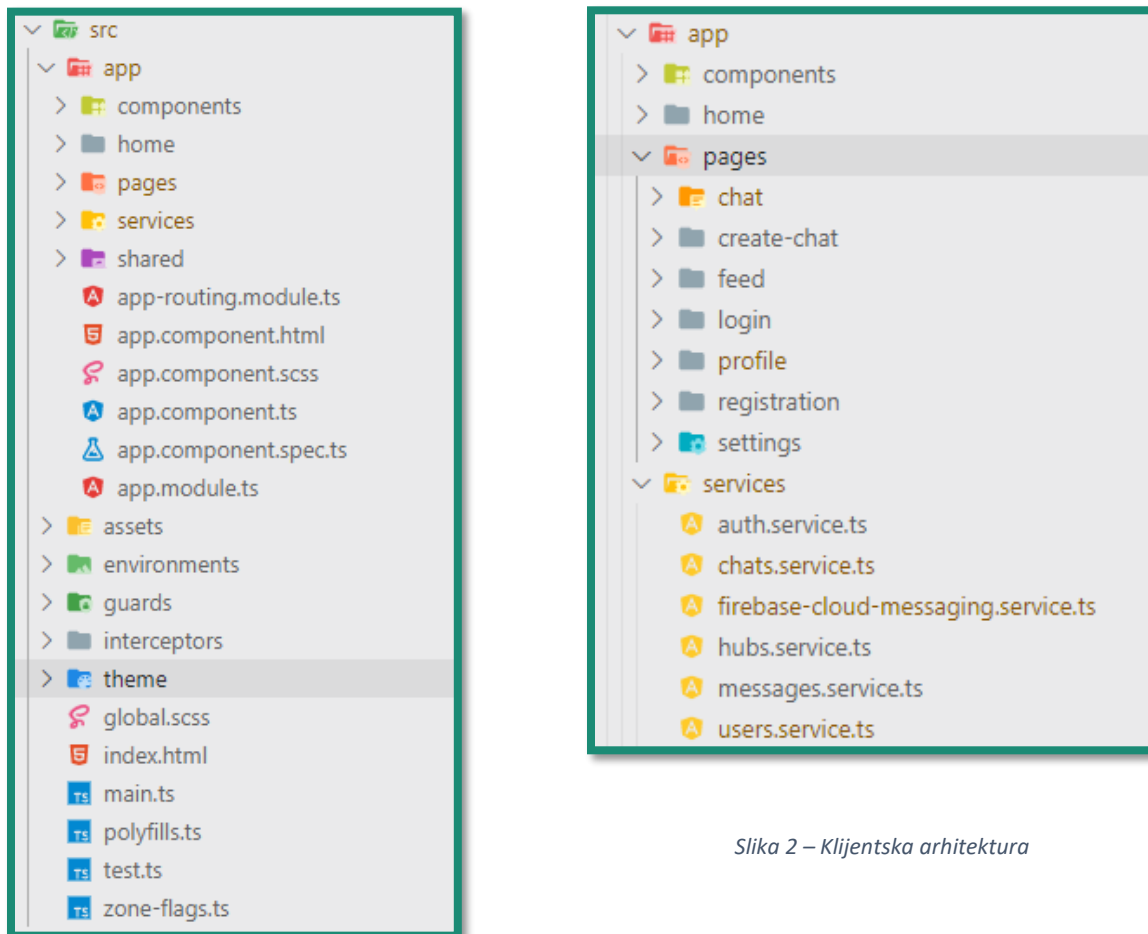 src
app
components
home
pages
services
shared
app-routing.module.ts
app.component.html
app.component.scss
app.component.ts
app.component.spec.ts
app.module.ts
assets
environments
guards
interceptors
theme
global.scss
index.html
main.ts
polyfills.ts
test.ts
zone-flags.ts
app
components
home
pages
chat
create-chat
feed
login
profile
registration
settings
services
auth.service.ts
chats.service.ts
firebase-cloud-messaging.service.ts
hubs.service.ts
messages.service.ts
users.service.ts
Slika 2 – Klijentska arhitektura